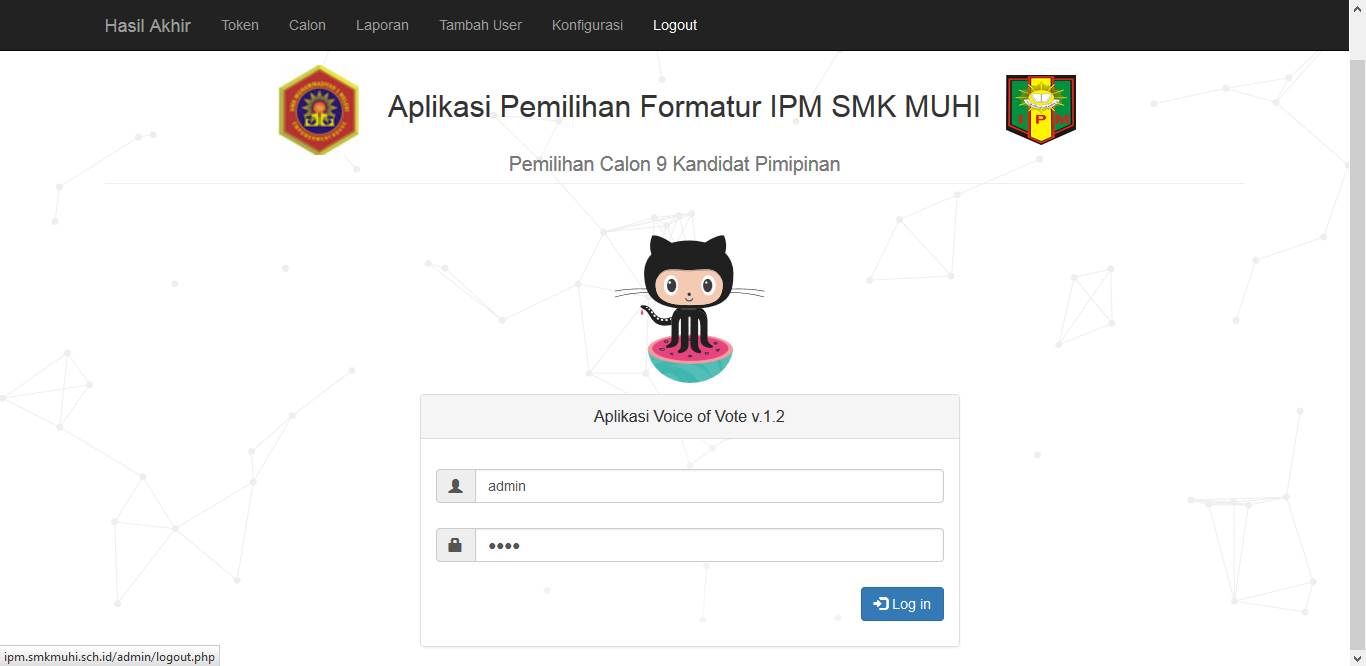 Hasil Akhir Token Calon Laporan Tambah User Konfigurasi Logout
Aplikasi Pemilihan Formatur IPM SMK MUHI
IPM
Pemilihan Calon 9 Kandidat Pimipinan
Aplikasi Voice of Vote v.1.2
admin
••••
Log in
ipm.smkmuhi.sch.id/admin/logout.php